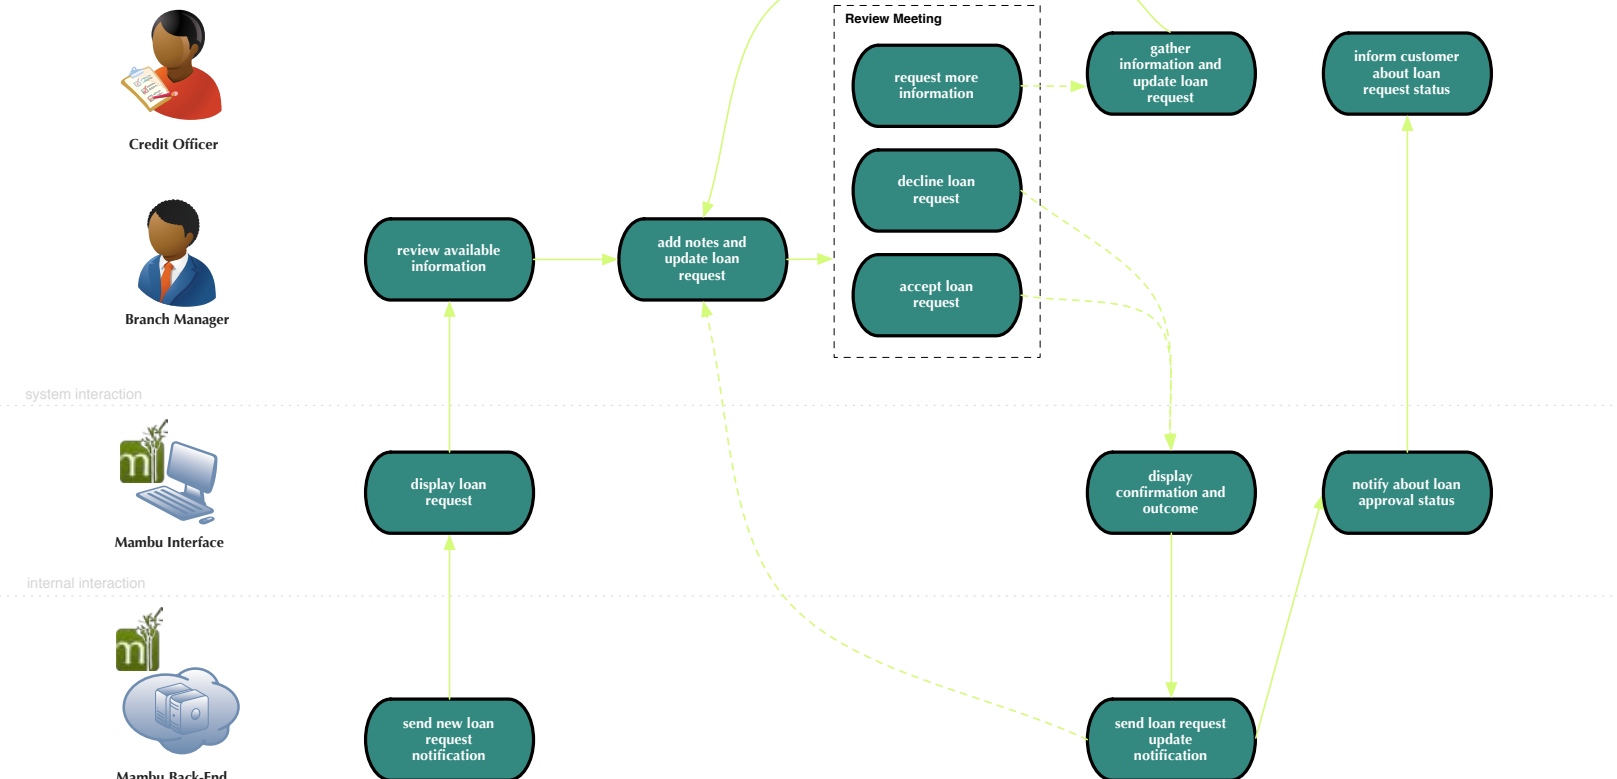 Review Meeting
request more
information
gather
information and
update loan
request
inform customer
about loan
request status
Credit Officer
decline loan
request
review available
information
add notes and
update loan
request
accept loan
request
Branch Manager
system interaction
display loan
request
display
confirmation and
outcome
notify about loan
approval status
m
Mambu Interface
internal interaction
m
send new loan
request
notification
send loan request
update
notification
Mambu Back-End